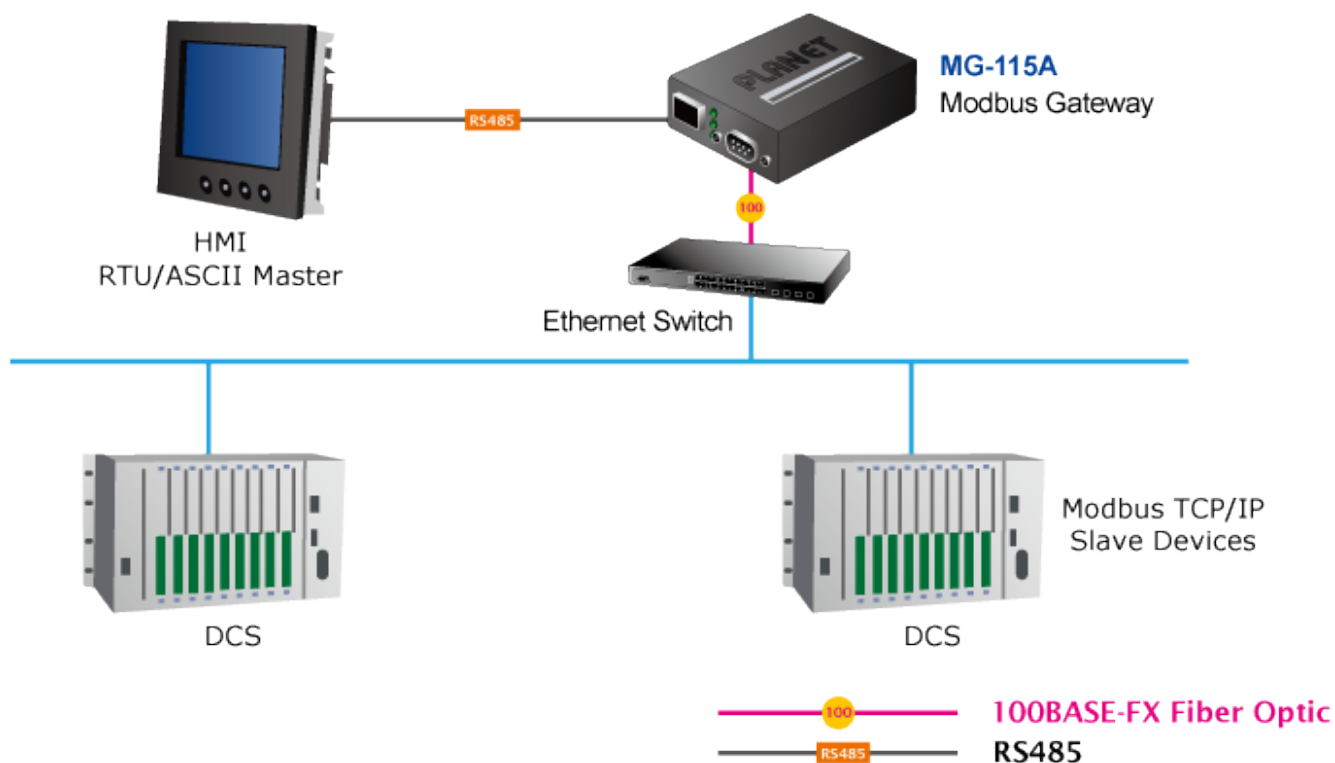 PLANET
MG-115A
Modbus Gateway
RS485
100
HMI
RTU/ASCII Master
Ethernet Switch
Modbus TCP/IP
Slave Devices
DCS
DCS
100
100BASE-FX Fiber Optic
RS485
RS485